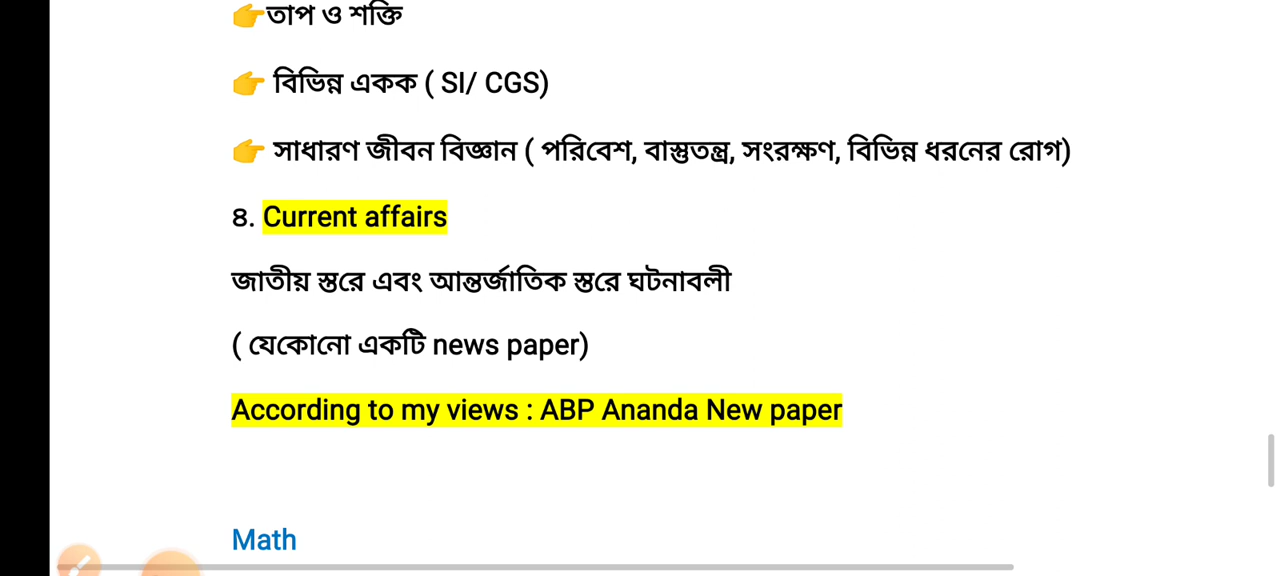 👉তাপ ও শক্তি
👉 বিভিন্ন একক ( SI/ CGS)
👉 সাধারণ জীবন বিজ্ঞান ( পরিবেশ, বাস্তুতন্ত্র, সংরক্ষণ, বিভিন্ন ধরনের রোগ)
৪. Current affairs
জাতীয় স্তরে এবং আন্তর্জাতিক স্তরে ঘটনাবলী
( যেকোনো একটি news paper)
According to my views : ABP Ananda New paper
Math